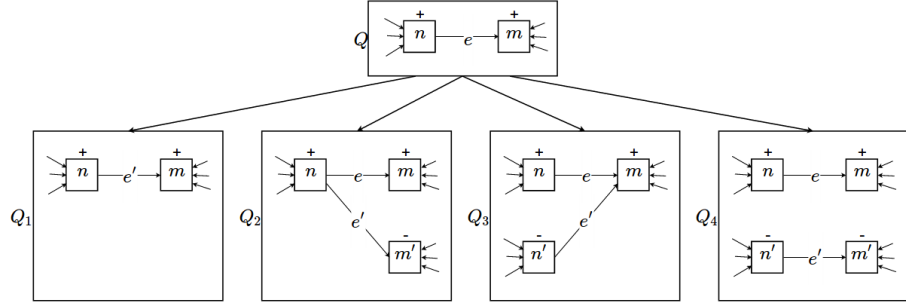 + +
Q n e m
+ + + + + + + +
n e' m n e m n e m n e m
Q₁ Q₂ Q₃ Q₄
e' e'
- - - -
m' n' n' e' m'